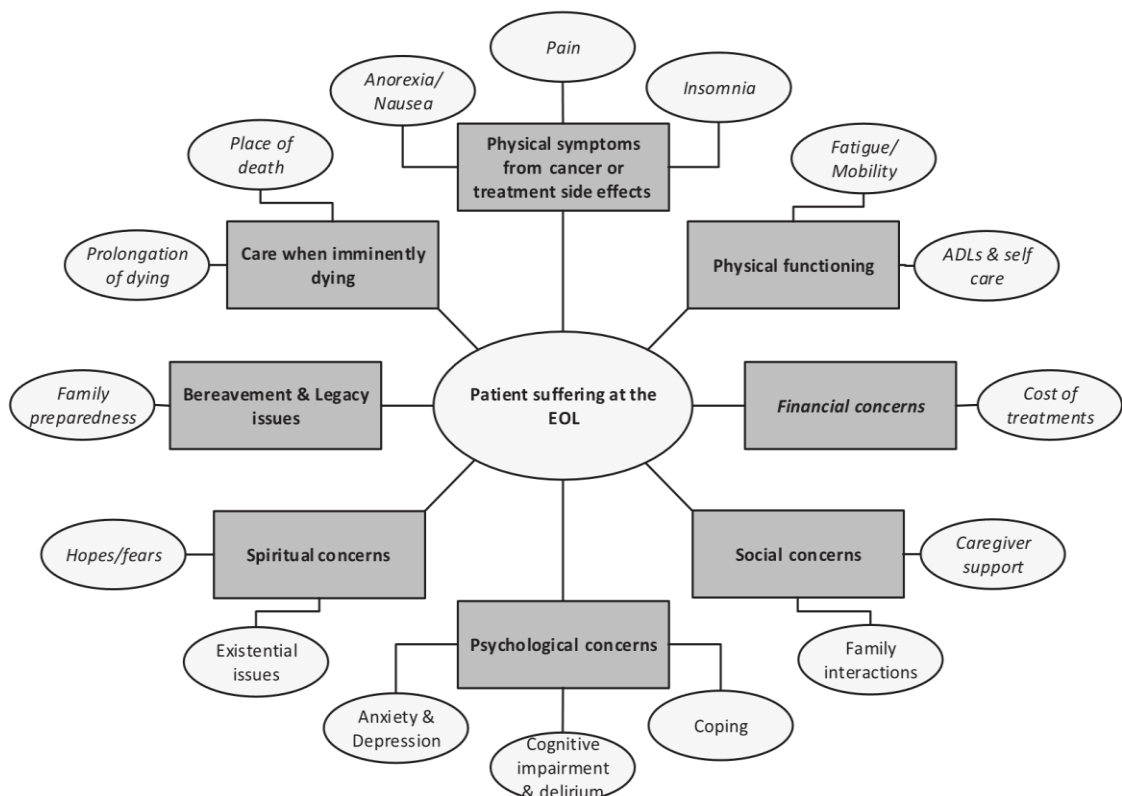 Pain
Anorexia/
Nausea
Insomnia
Physical symptoms
from cancer or
treatment side effects
Place of
death
Fatigue/
Mobility
Care when imminently
dying
Prolongation
of dying
Physical functioning
ADLs & self
care
Patient suffering at the
EOL
Family
preparedness
Bereavement & Legacy
issues
Financial concerns
Cost of
treatments
Hopes/fears
Spiritual concerns
Existential
issues
Social concerns
Caregiver
support
Family
interactions
Psychological concerns
Anxiety &
Depression
Cognitive
impairment
& delirium
Coping